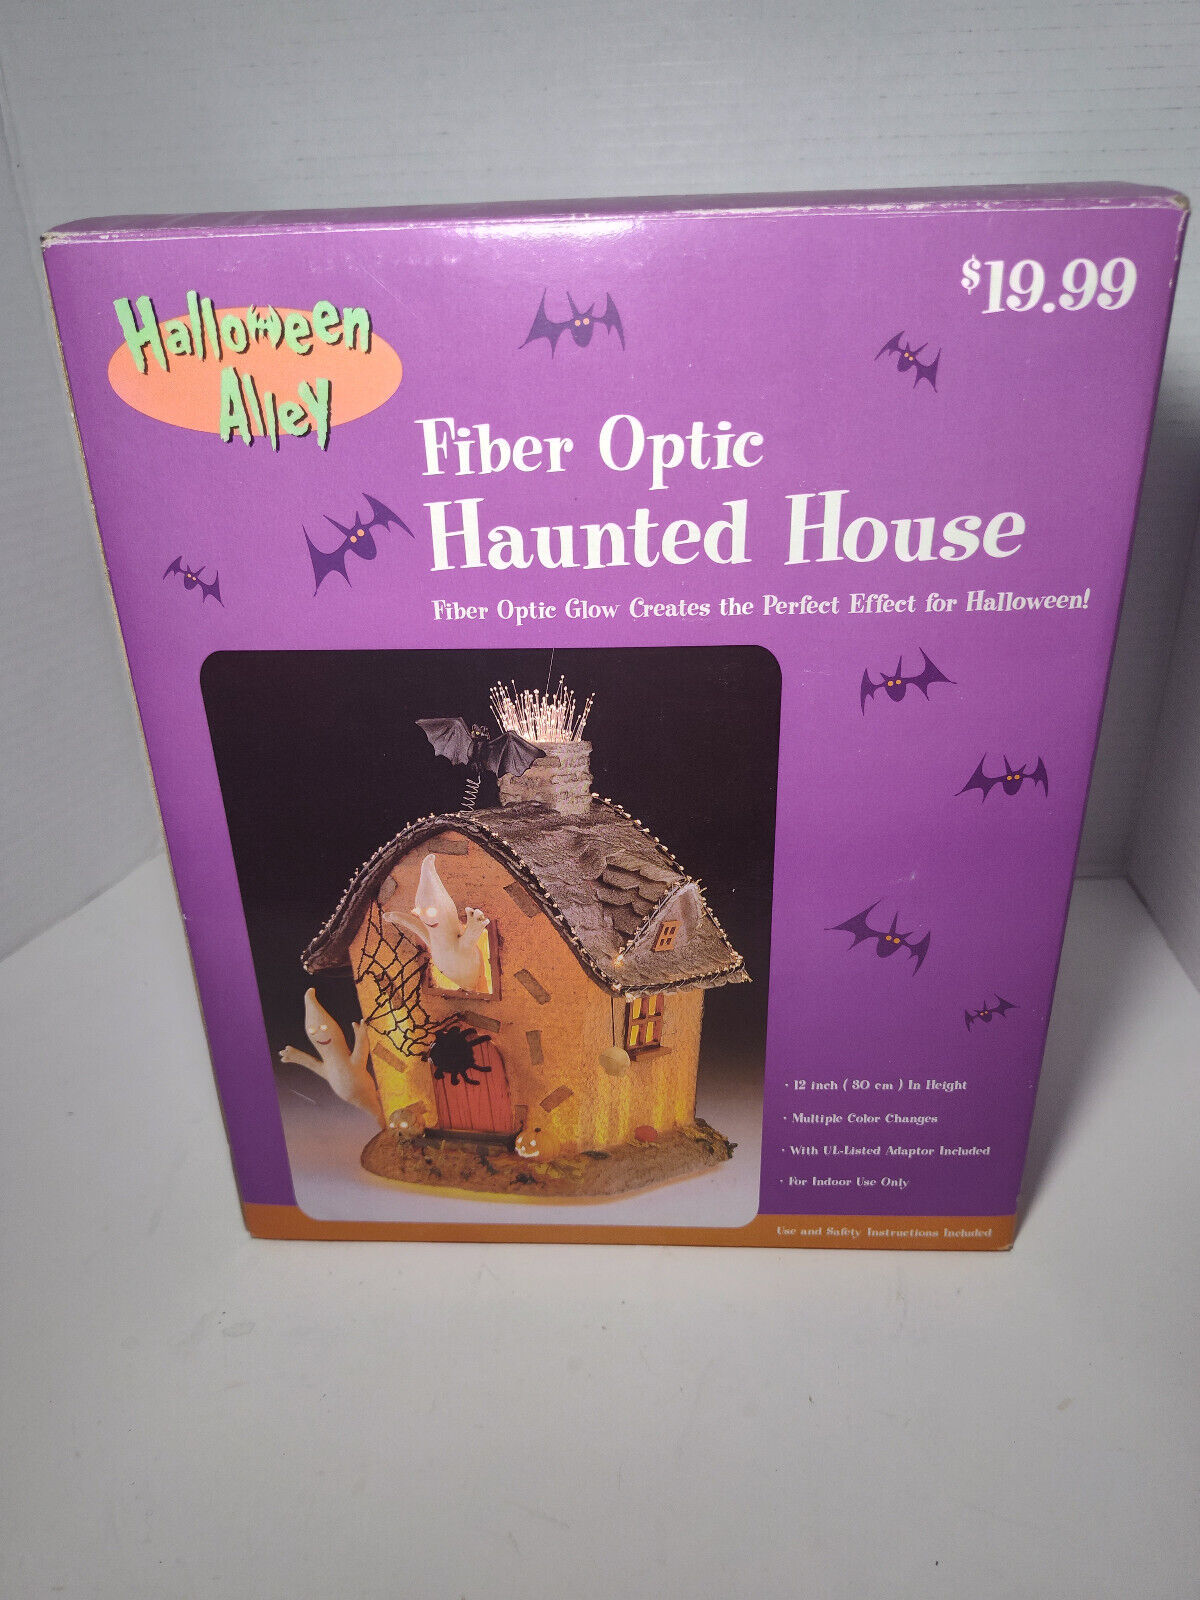 $19.99
Halloween
Alley
Fiber Optic
Haunted House
Fiber Optic Glow Creates the Perfect Effect for Halloween!
· 12 inch ( 30 cm ) In Height
· Multiple Color Changes
· With UL-Listed Adaptor Included
· For Indoor Use Only
Use and Safety Instructions Included